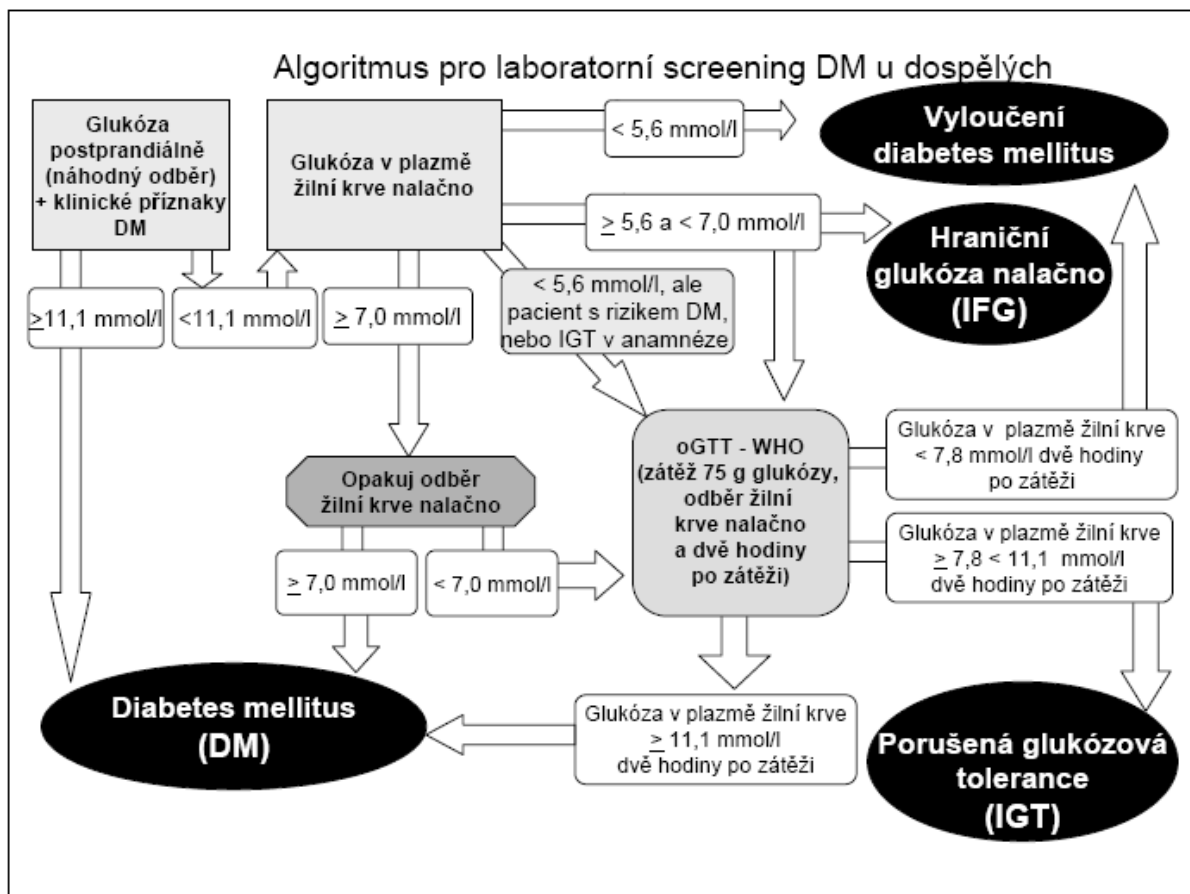 Algoritmus pro laboratorní screening DM u dospělých
Glukóza
postprandiálně
(náhodný odběr)
+ klinické příznaky
DM
Glukóza v plazmě
žilní krve nalačno
< 5,6 mmol/l
Vyloučení
diabetes mellitus
≥ 5,6 a < 7,0 mmol/l
Hraniční
glukóza nalačno
(IFG)
≥11,1 mmol/l
<11,1 mmol/l
≥ 7,0 mmol/l
< 5,6 mmol/l, ale
pacient s rizikem DM,
nebo IGT v anamnéze
Opakuj odběr
žilní krve nalačno
≥ 7,0 mmol/l
< 7,0 mmol/l
oGTT - WHO
(zátěž 75 g glukózy,
odběr žilní
krve nalačno
a dvě hodiny
po zátěži)
Glukóza v plazmě žilní krve
< 7,8 mmol/l dvě hodiny
po zátěži
Glukóza v plazmě žilní krve
≥ 7,8 < 11,1 mmol/l
dvě hodiny po zátěži
Diabetes mellitus
(DM)
Glukóza v plazmě žilní krve
≥ 11,1 mmol/l
dvě hodiny po zátěži
Porušená glukózová
tolerance
(IGT)